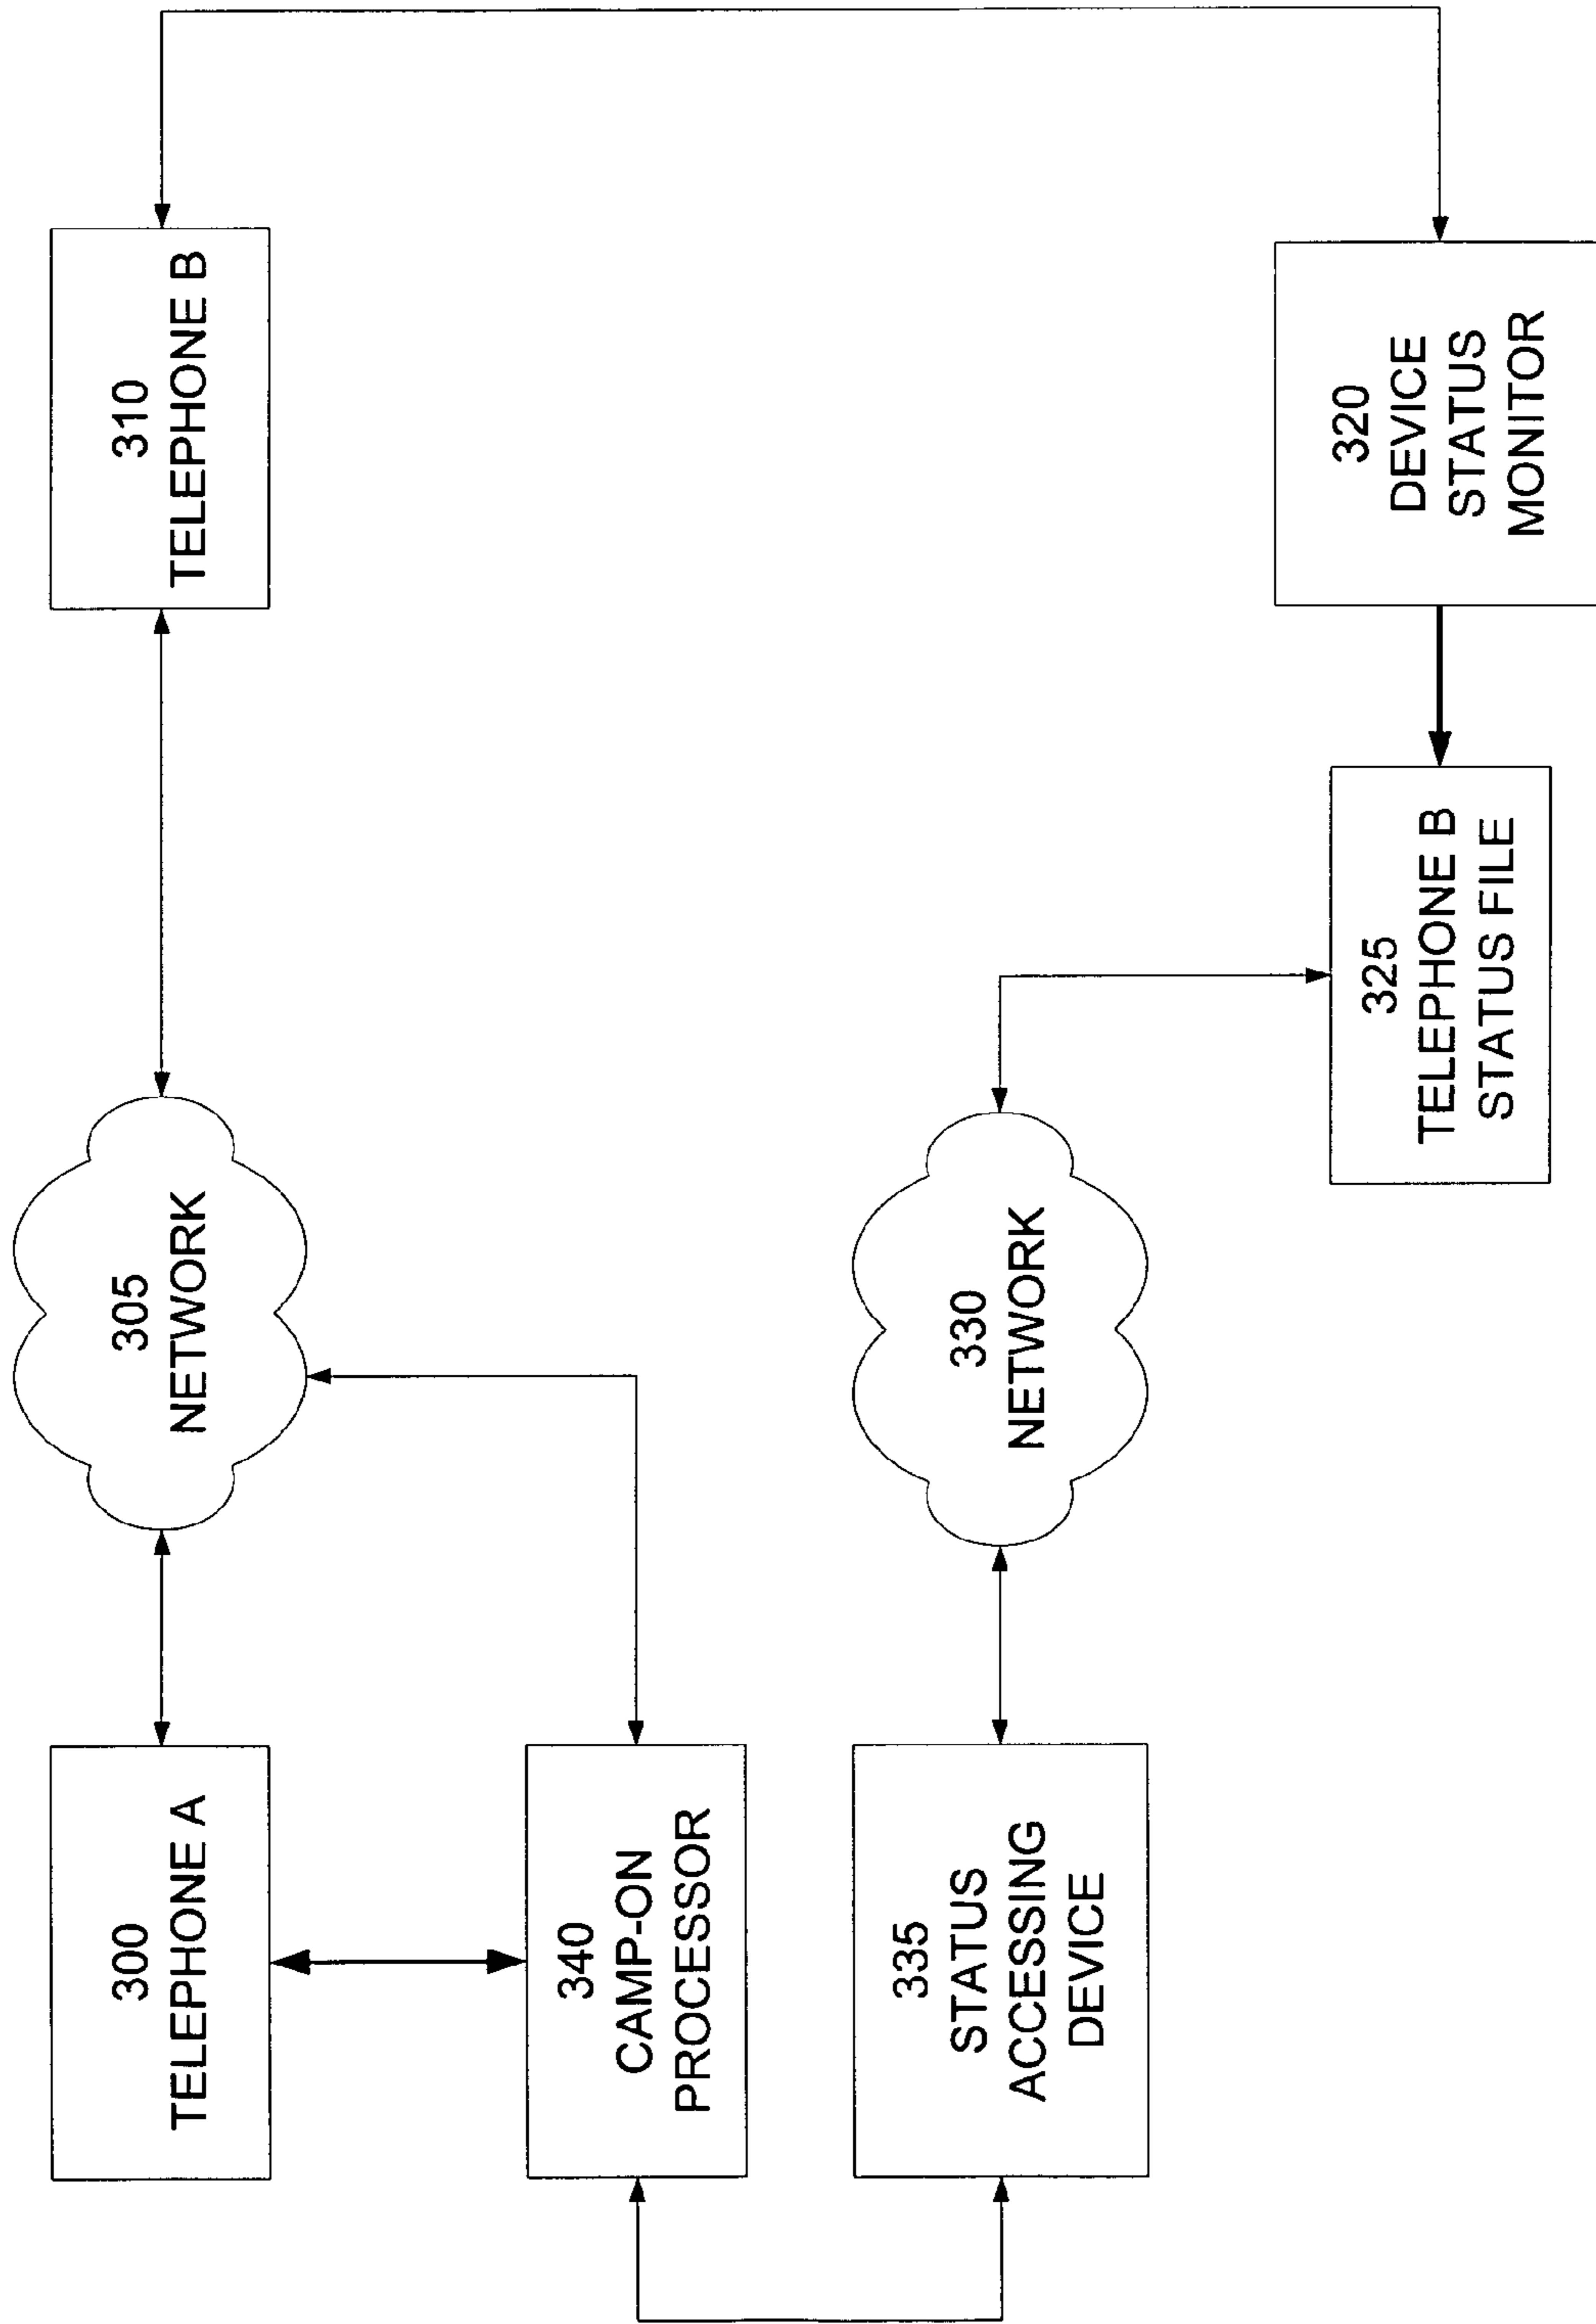 300
TELEPHONE A
305
NETWORK
310
TELEPHONE B
340
CAMP-ON
PROCESSOR
335
STATUS
ACCESSING
DEVICE
330
NETWORK
325
TELEPHONE B
STATUS FILE
320
DEVICE
STATUS
MONITOR